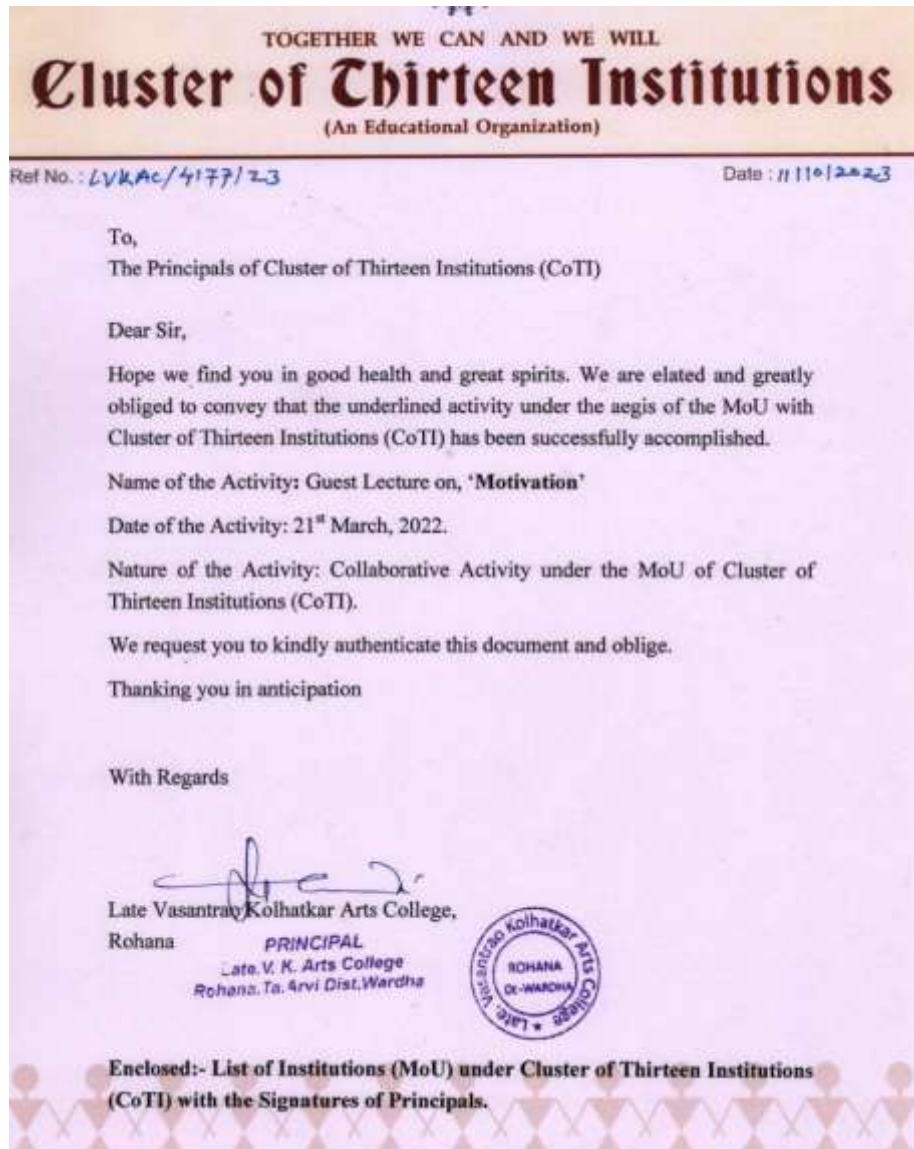 TOGETHER WE CAN AND WE WILL
Cluster of Thirteen Institutions
(An Educational Organization)
Ref No. : LVKAC/4177/23
Date : 11/10/2023
To,
The Principals of Cluster of Thirteen Institutions (CoTI)
Dear Sir,
Hope we find you in good health and great spirits. We are elated and greatly
obliged to convey that the underlined activity under the aegis of the MoU with
Cluster of Thirteen Institutions (CoTI) has been successfully accomplished.
Name of the Activity: Guest Lecture on, ‘Motivation’
Date of the Activity: 21st March, 2022.
Nature of the Activity: Collaborative Activity under the MoU of Cluster of
Thirteen Institutions (CoTI).
We request you to kindly authenticate this document and oblige.
Thanking you in anticipation
With Regards
Late Vasantrao Kolhatkar Arts College,
Rohana
PRINCIPAL
Late. V. K. Arts College
Rohana. Ta. Arvi Dist. Wardha
Late. Vasantrao Kolhatkar Arts College
ROHANA
Dt.-WARDHA
Enclosed:- List of Institutions (MoU) under Cluster of Thirteen Institutions
(CoTI) with the Signatures of Principals.